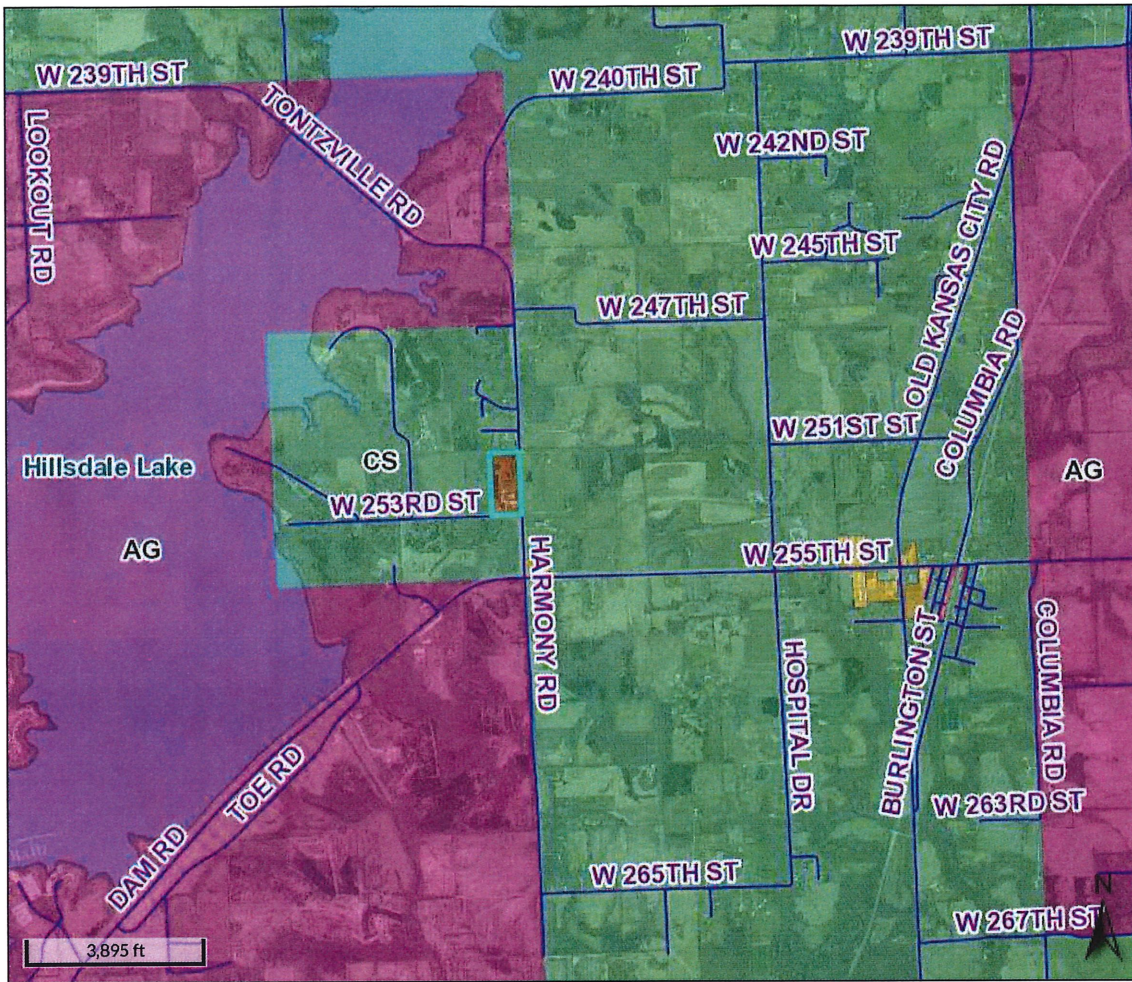 W 239TH ST
W 239TH ST
W 240TH ST
TONTZVILLE RD
LOOKOUT RD
W 242ND ST
OLD KANSAS CITY RD
W 245TH ST
W 247TH ST
COLUMBIA RD
W 251ST ST
CS
Hillsdale Lake
AG
W 253RD ST
AG
W 255TH ST
HARMONY RD
BURLINGTON ST
COLUMBIA RD
HOSPITAL DR
TOE RD
DAM RD
W 263RD ST
W 265TH ST
N
W 267TH ST
3,895 ft